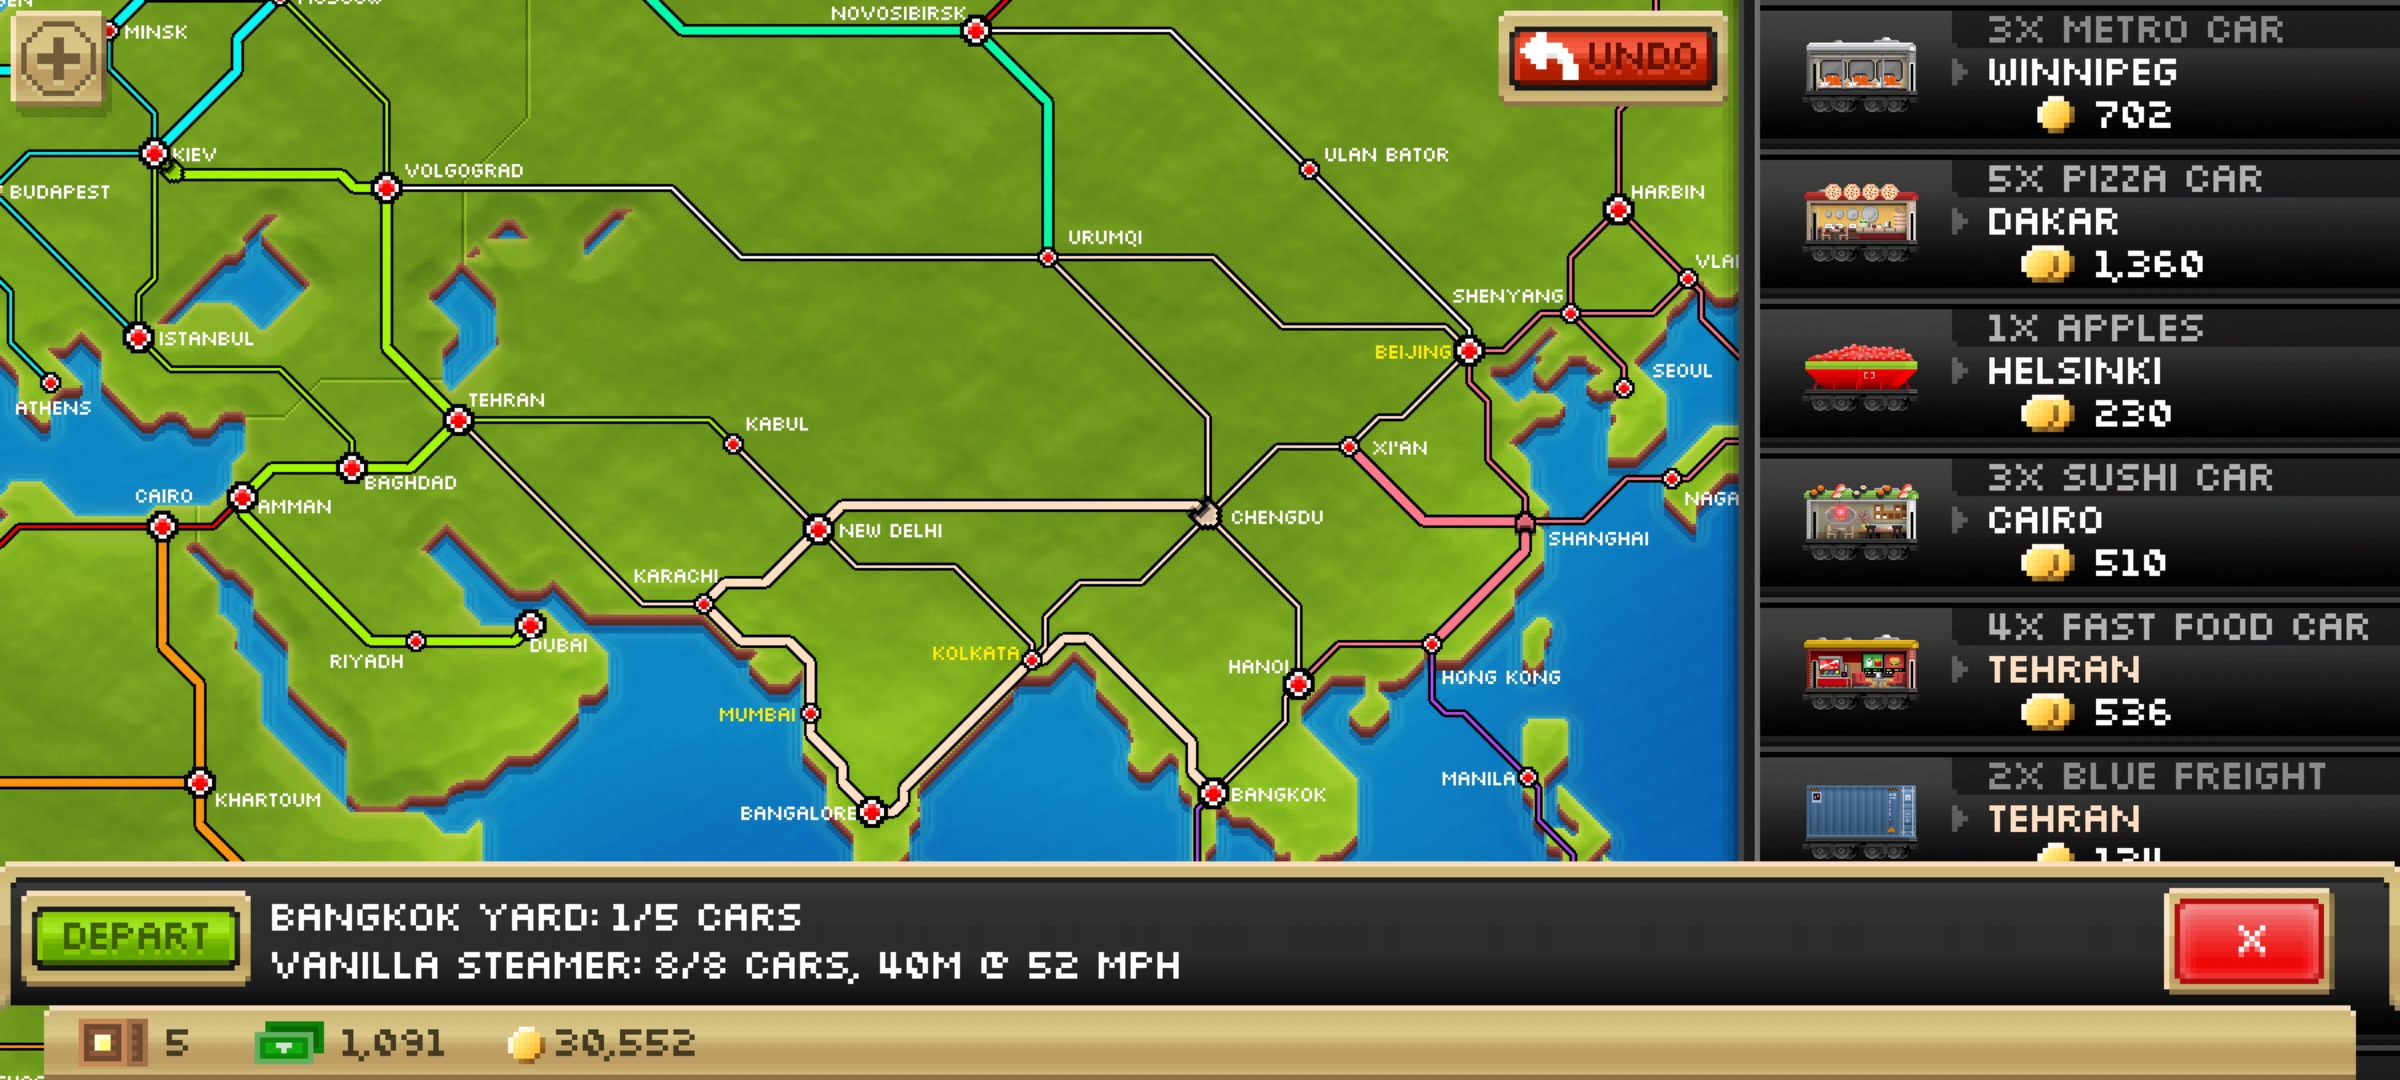 MINSK
NOVOSIBIRSK
UNDO
KIEV
VOLGOGRAD
ULAN BATOR
BUDAPEST
HARBIN
URUMQI
SHENYANG
ISTANBUL
BEIJING
SEOUL
ATHENS
TEHRAN
KABUL
XI'AN
BAGHDAD
CAIRO
AMMAN
NEW DELHI
CHENGDU
SHANGHAI
KARACHI
RIYADH
DUBAI
KOLKATA
HANOI
HONG KONG
MUMBAI
MANILA
KHARTOUM
BANGALORE
BANGKOK
3X METRO CAR
WINNIPEG
702
5X PIZZA CAR
DAKAR
1,360
1X APPLES
HELSINKI
230
3X SUSHI CAR
CAIRO
510
4X FAST FOOD CAR
TEHRAN
536
2X BLUE FREIGHT
TEHRAN
DEPART
BANGKOK YARD: 1/5 CARS
VANILLA STEAMER: 8/8 CARS, 40M @ 52 MPH
X
5
1,091
30,552